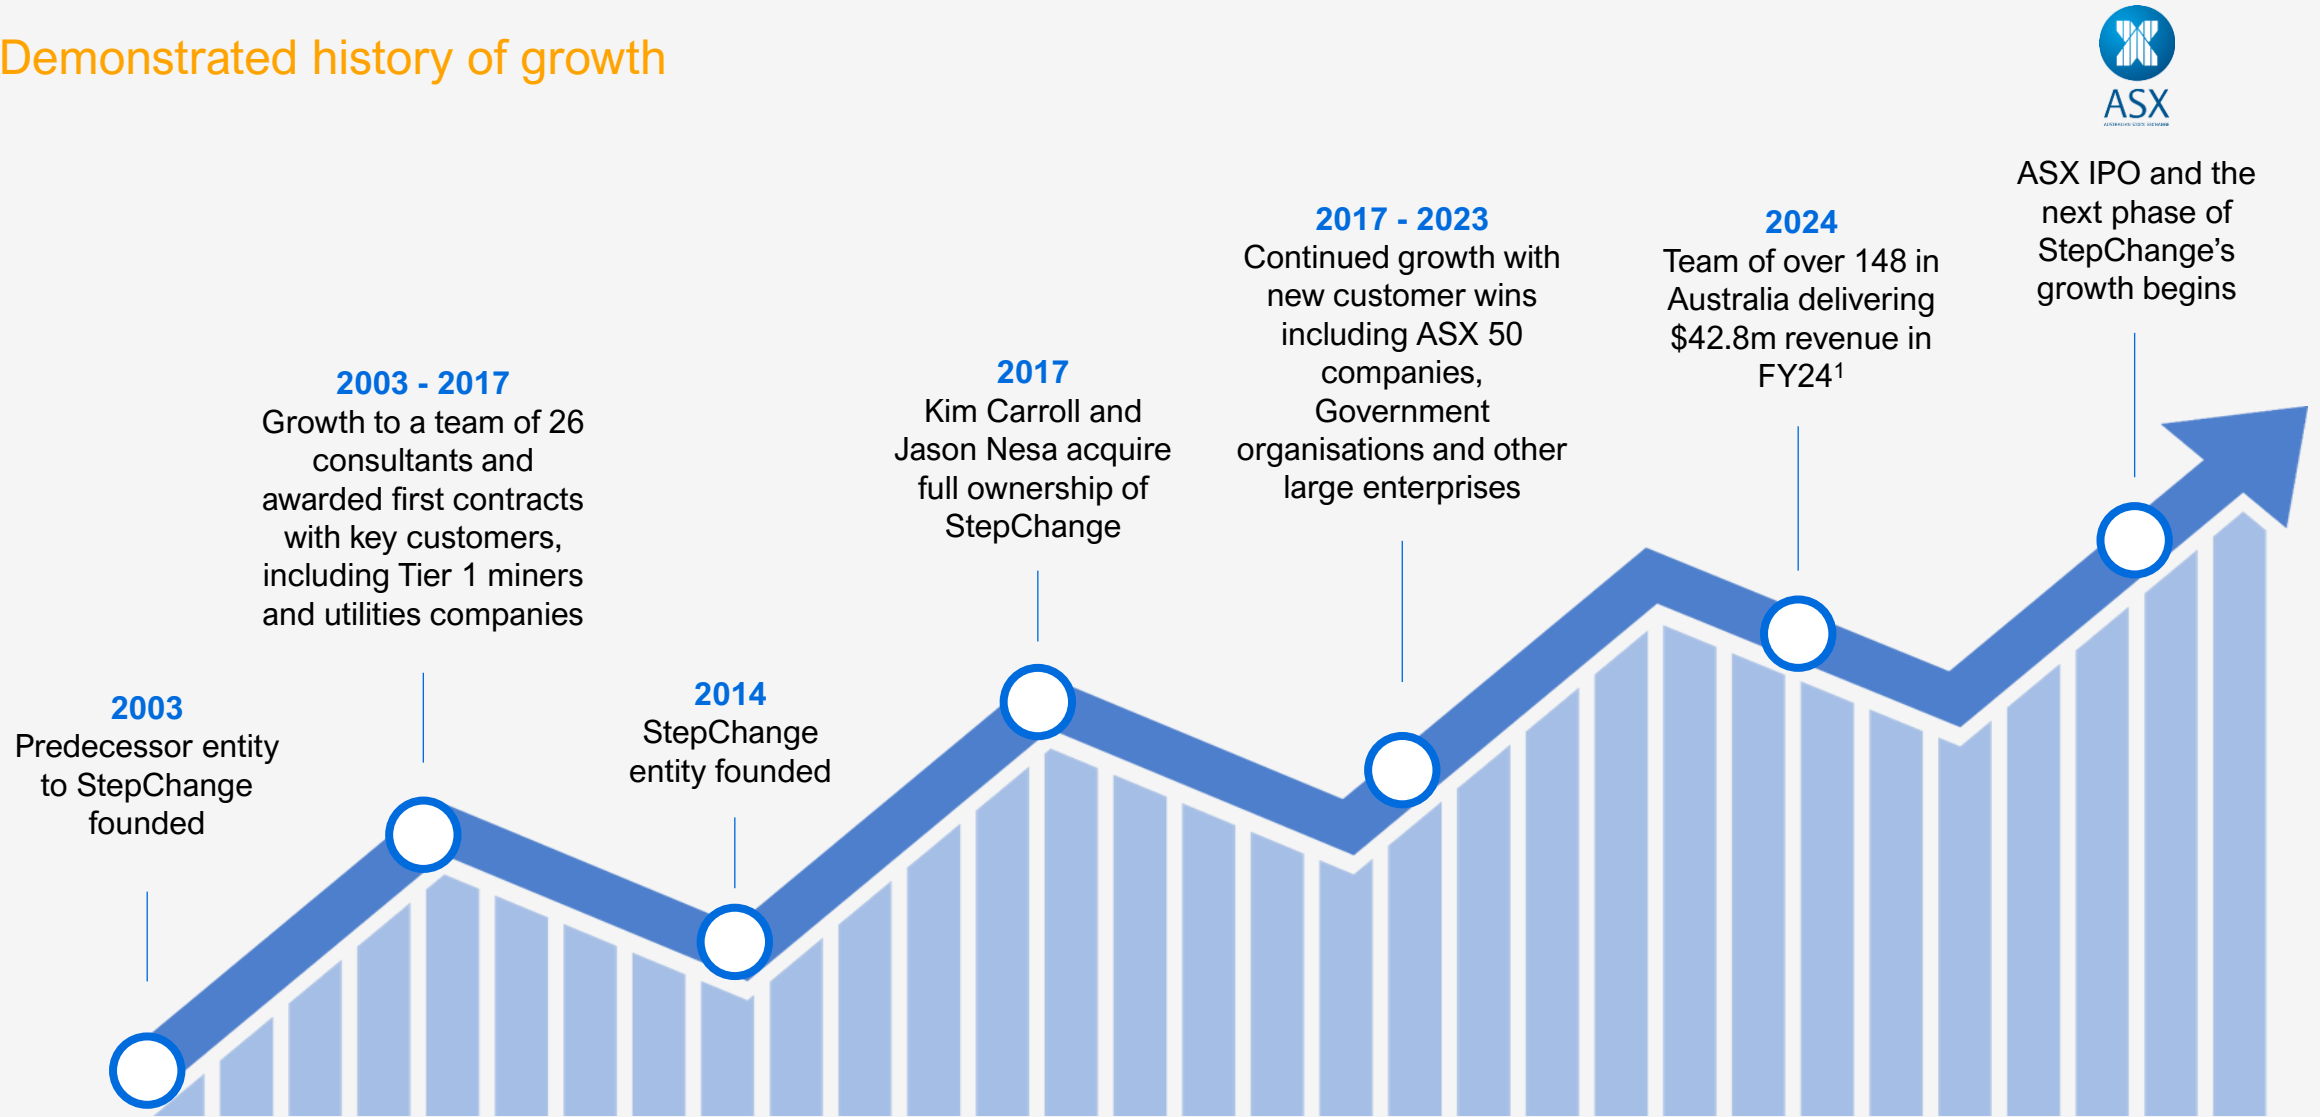 Demonstrated history of growth
ASX
AUSTRALIAN STOCK EXCHANGE
2003
Predecessor entity
to StepChange
founded
2003 - 2017
Growth to a team of 26
consultants and
awarded first contracts
with key customers,
including Tier 1 miners
and utilities companies
2014
StepChange
entity founded
2017
Kim Carroll and
Jason Nesa acquire
full ownership of
StepChange
2017 - 2023
Continued growth with
new customer wins
including ASX 50
companies,
Government
organisations and other
large enterprises
2024
Team of over 148 in
Australia delivering
$42.8m revenue in
FY24¹
ASX IPO and the
next phase of
StepChange’s
growth begins